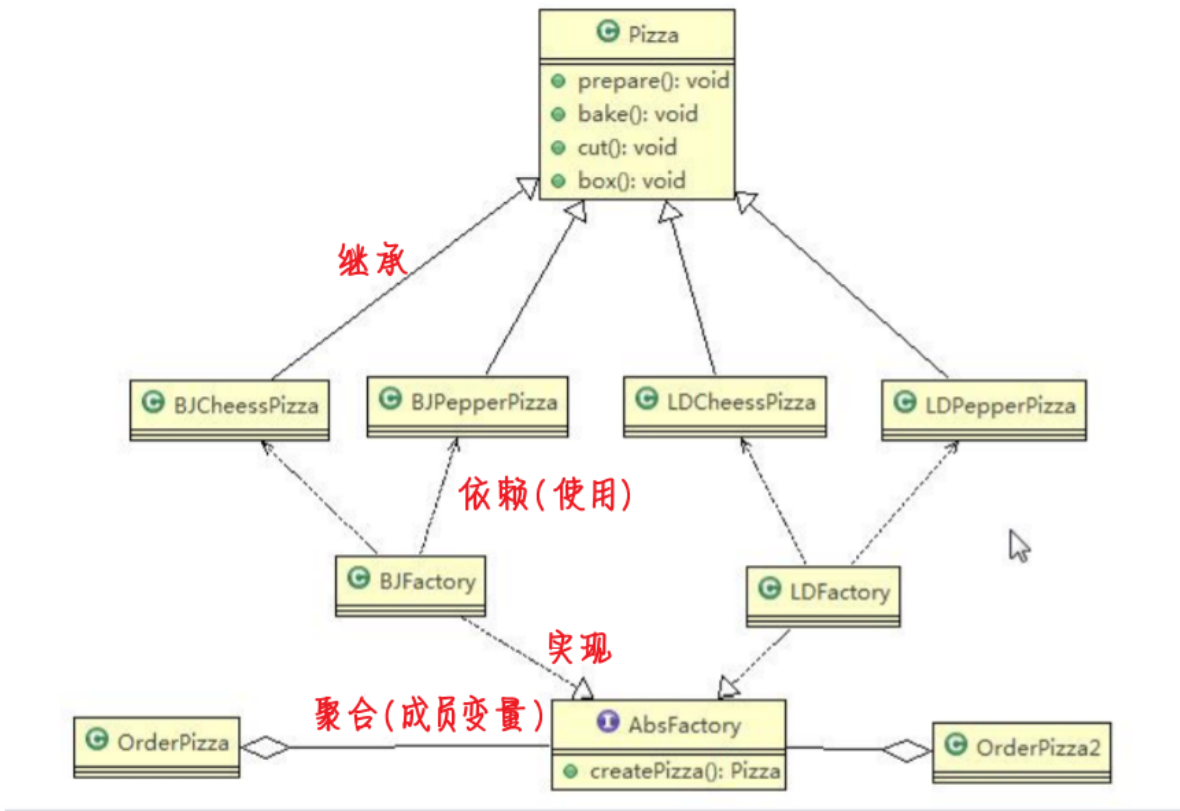 C Pizza
prepare(): void
bake(): void
cut(): void
box(): void
继承
C BJCheessPizza
C BJPepperPizza
C LDCheessPizza
C LDPepperPizza
依赖(使用)
C BJFactory
C LDFactory
实现
聚合(成员变量)
C OrderPizza
I AbsFactory
createPizza(): Pizza
C OrderPizza2